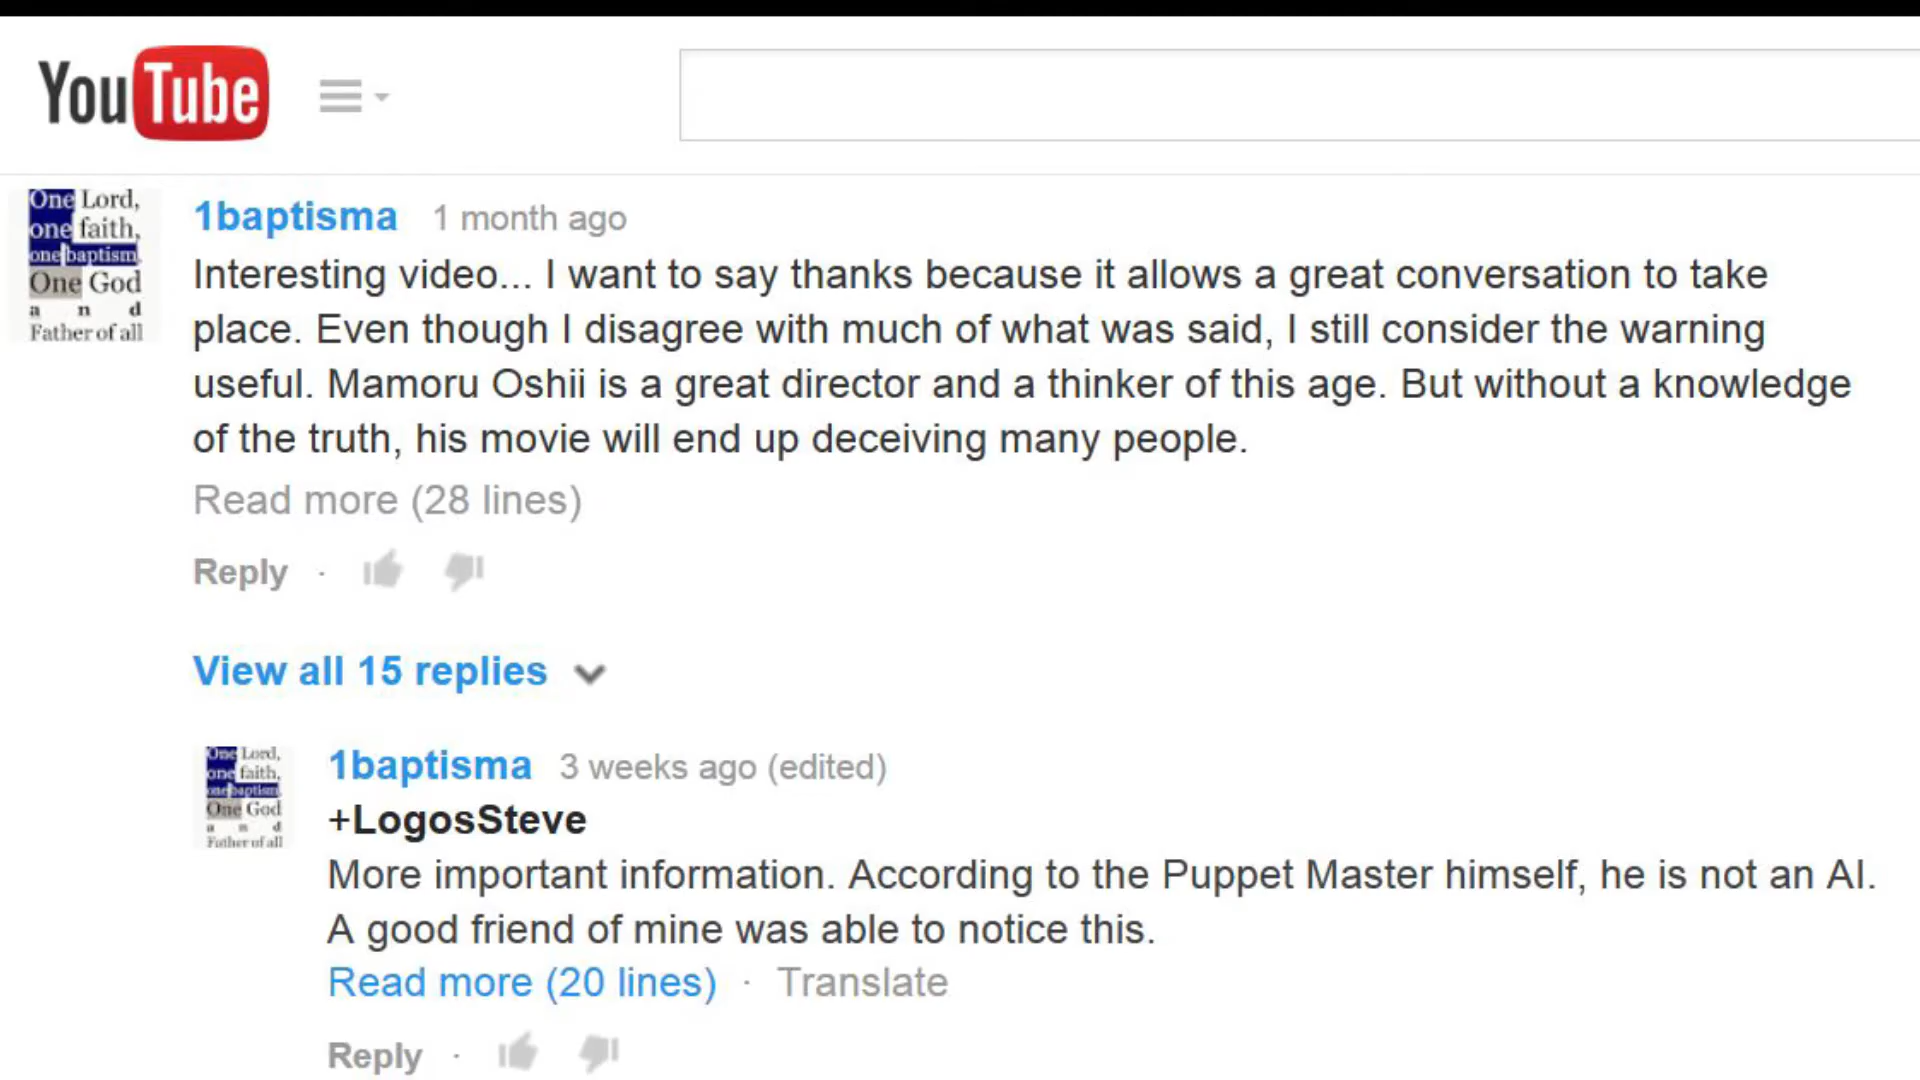 YouTube
One Lord,
one faith,
one baptism,
One God
a n d
Father of all
1baptisma 1 month ago
Interesting video... I want to say thanks because it allows a great conversation to take
place. Even though I disagree with much of what was said, I still consider the warning
useful. Mamoru Oshii is a great director and a thinker of this age. But without a knowledge
of the truth, his movie will end up deceiving many people.
Read more (28 lines)
Reply ·
View all 15 replies
One Lord,
one faith,
one baptism,
One God
a n d
Father of all
1baptisma 3 weeks ago (edited)
+LogosSteve
More important information. According to the Puppet Master himself, he is not an AI.
A good friend of mine was able to notice this.
Read more (20 lines) · Translate
Reply ·